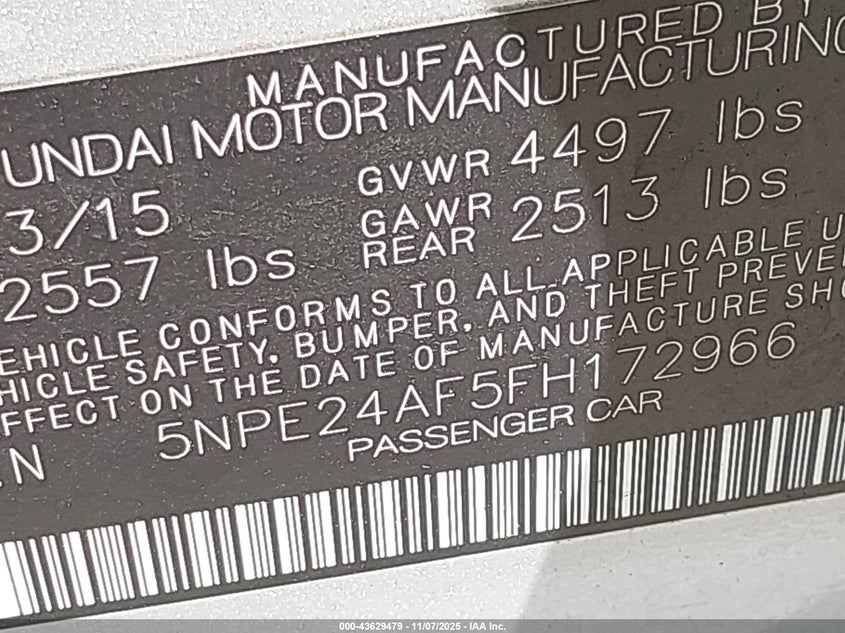 MANUFACTURED BY
UNDAI MOTOR MANUFACTURING
3/15 GVWR 4497 lbs
2557 lbs GAWR REAR 2513 lbs
EHICLE CONFORMS TO ALL APPLICABLE U
HICLE SAFETY, BUMPER, AND THEFT PREVE
EFFECT ON THE DATE OF MANUFACTURE SHO
.N 5NPE24AF5FH172966
PASSENGER CAR
000-43629479 — 11/07/2025 - IAA Inc.